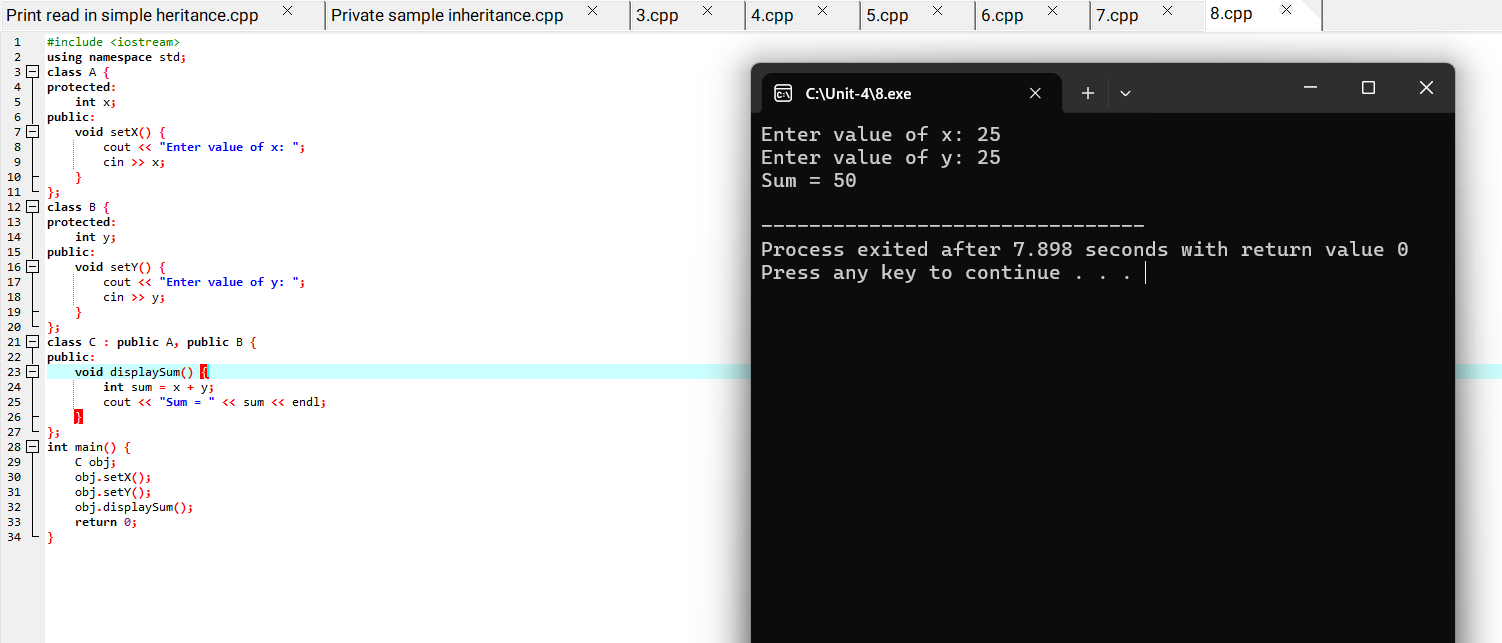 Print read in simple heritance.cpp Private sample inheritance.cpp 3.cpp 4.cpp 5.cpp 6.cpp 7.cpp 8.cpp
1 #include <iostream>
2 using namespace std;
3 class A {
4 protected:
5 int x;
6 public:
7 void setX() {
8 cout << "Enter value of x: ";
9 cin >> x;
10 }
11 };
12 class B {
13 protected:
14 int y;
15 public:
16 void setY() {
17 cout << "Enter value of y: ";
18 cin >> y;
19 }
20 };
21 class C : public A, public B {
22 public:
23 void displaySum() {
24 int sum = x + y;
25 cout << "Sum = " << sum << endl;
26 }
27 };
28 int main() {
29 C obj;
30 obj.setX();
31 obj.setY();
32 obj.displaySum();
33 return 0;
34 }
C:\Unit-4\8.exe
Enter value of x: 25
Enter value of y: 25
Sum = 50
--------------------------------
Process exited after 7.898 seconds with return value 0
Press any key to continue . . .